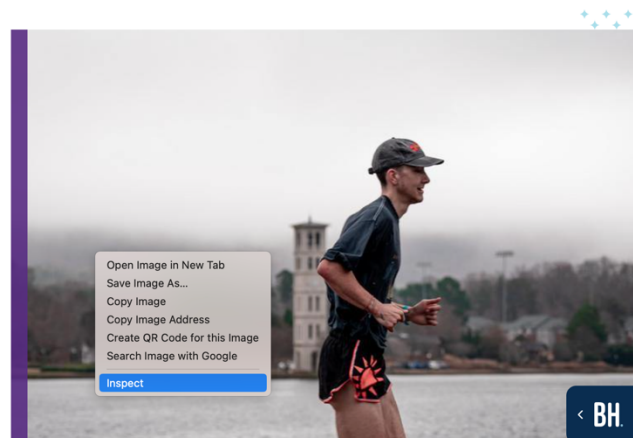 Open Image in New Tab
Save Image As...
Copy Image
Copy Image Address
Create QR Code for this Image
Search Image with Google
Inspect
BH.